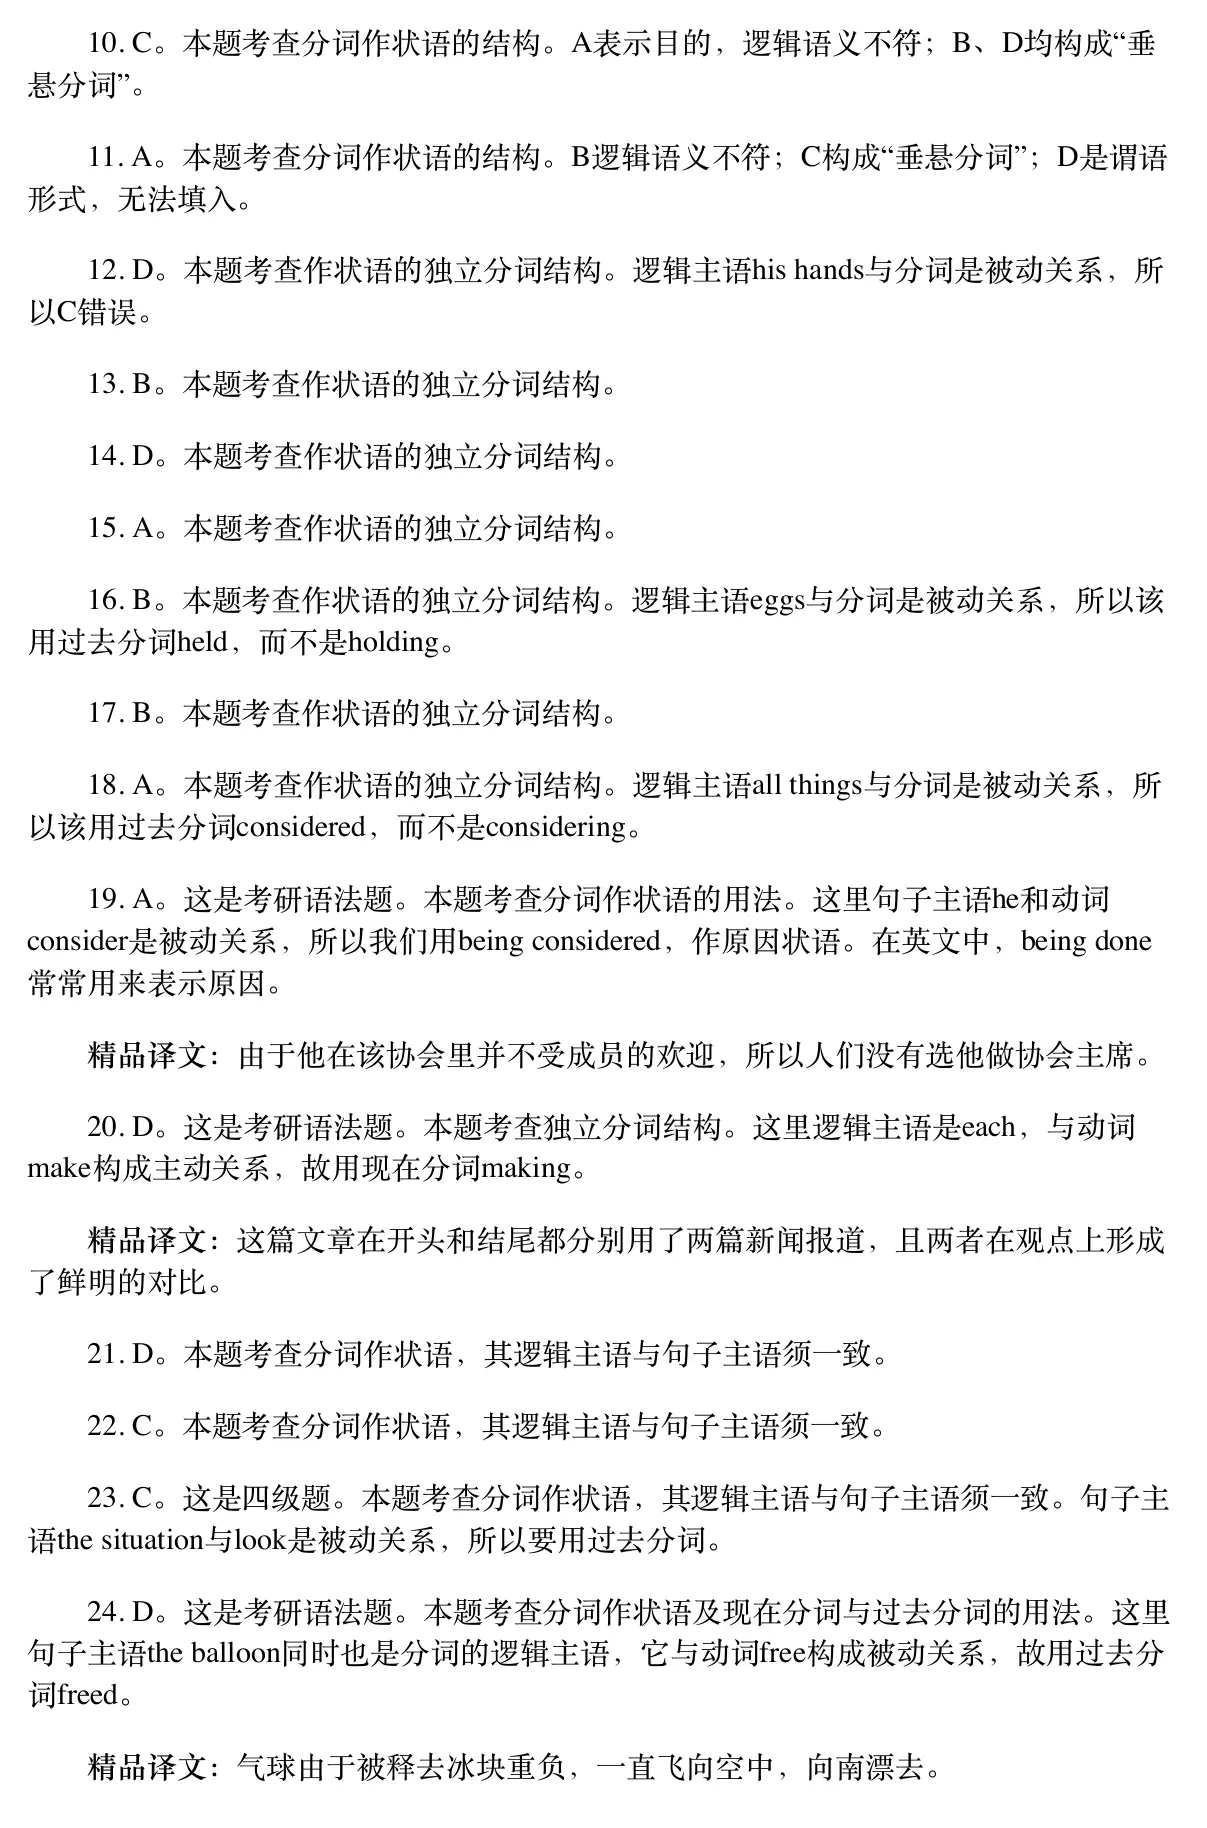 10. C。本题考查分词作状语的结构。A表示目的，逻辑语义不符；B、D均构成“垂
悬分词”。
11. A。本题考查分词作状语的结构。B逻辑语义不符；C构成“垂悬分词”；D是谓语
形式，无法填入。
12. D。本题考查作状语的独立分词结构。逻辑主语his hands与分词是被动关系，所
以C错误。
13. B。本题考查作状语的独立分词结构。
14. D。本题考查作状语的独立分词结构。
15. A。本题考查作状语的独立分词结构。
16. B。本题考查作状语的独立分词结构。逻辑主语eggs与分词是被动关系，所以该
用过去分词held，而不是holding。
17. B。本题考查作状语的独立分词结构。
18. A。本题考查作状语的独立分词结构。逻辑主语all things与分词是被动关系，所
以该用过去分词considered，而不是considering。
19. A。这是考研语法题。本题考查分词作状语的用法。这里句子主语he和动词
consider是被动关系，所以我们用being considered，作原因状语。在英文中，being done
常常用来表示原因。
精品译文：由于他在该协会里并不受成员的欢迎，所以人们没有选他做协会主席。
20. D。这是考研语法题。本题考查独立分词结构。这里逻辑主语是each，与动词
make构成主动关系，故用现在分词making。
精品译文：这篇文章在开头和结尾都分别用了两篇新闻报道，且两者在观点上形成
了鲜明的对比。
21. D。本题考查分词作状语，其逻辑主语与句子主语须一致。
22. C。本题考查分词作状语，其逻辑主语与句子主语须一致。
23. C。这是四级题。本题考查分词作状语，其逻辑主语与句子主语须一致。句子主
语the situation与look是被动关系，所以要用过去分词。
24. D。这是考研语法题。本题考查分词作状语及现在分词与过去分词的用法。这里
句子主语the balloon同时也是分词的逻辑主语，它与动词free构成被动关系，故用过去分
词freed。
精品译文：气球由于被释去冰块重负，一直飞向空中，向南漂去。